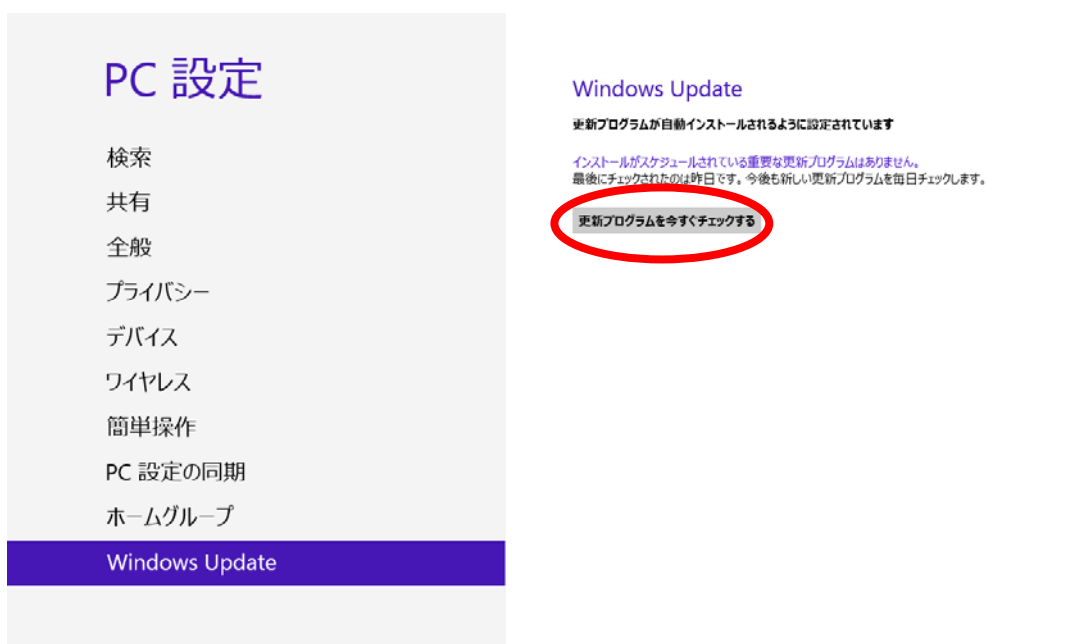 PC 設定
検索
共有
全般
プライバシー
デバイス
ワイヤレス
簡単操作
PC 設定の同期
ホームグループ
Windows Update
Windows Update
更新プログラムが自動インストールされるように設定されています
インストールがスケジュールされている重要な更新プログラムはありません。
最後にチェックされたのは昨日です。今後も新しい更新プログラムを毎日チェックします。
更新プログラムを今すぐチェックする